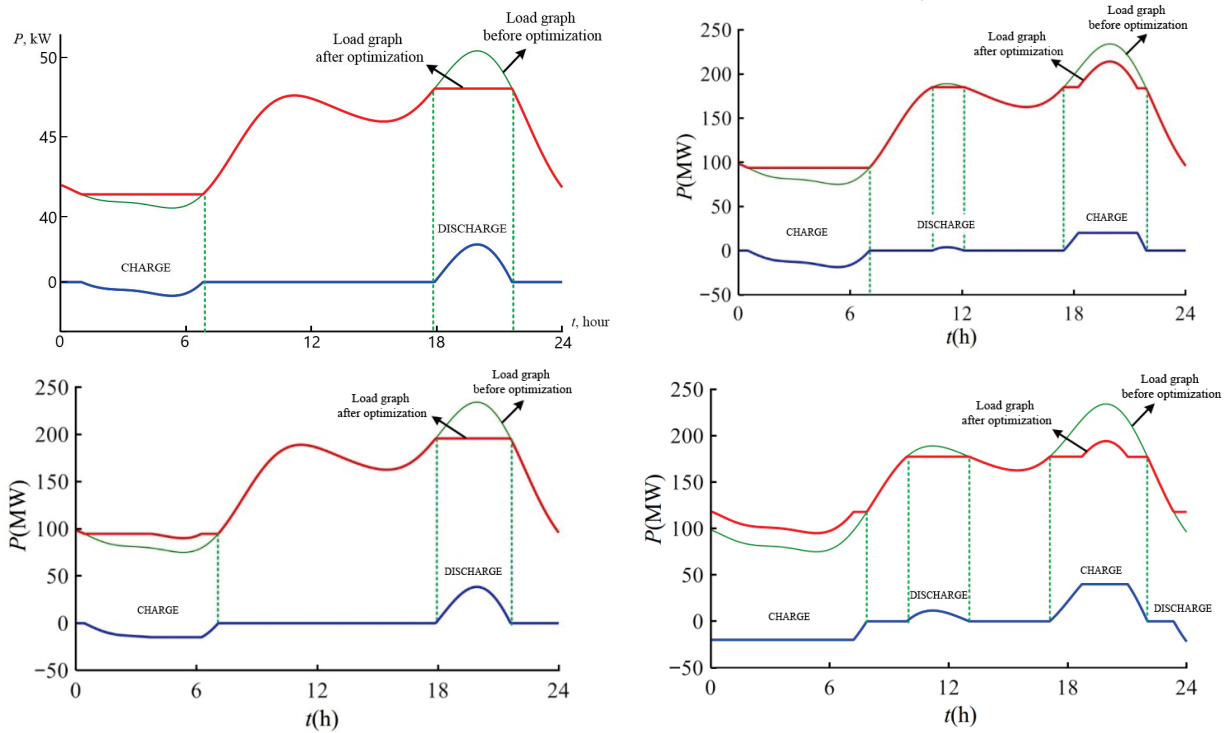 P, kW
Load graph
after optimization
Load graph
before optimization
50
45
40
DISCHARGE
CHARGE
0
t, hour
0 6 12 18 24
250
200
150
100
50
0
−50
P(MW)
Load graph
after optimization
Load graph
before optimization
CHARGE
DISCHARGE
CHARGE
0 6 12 18 24
t(h)
250
200
150
100
50
0
−50
P(MW)
Load graph
after optimization
Load graph
before optimization
CHARGE
DISCHARGE
0 6 12 18 24
t(h)
250
200
150
100
50
0
−50
P(MW)
Load graph
after optimization
Load graph
before optimization
CHARGE
DISCHARGE
CHARGE
DISCHARGE
0 6 12 18 24
t(h)